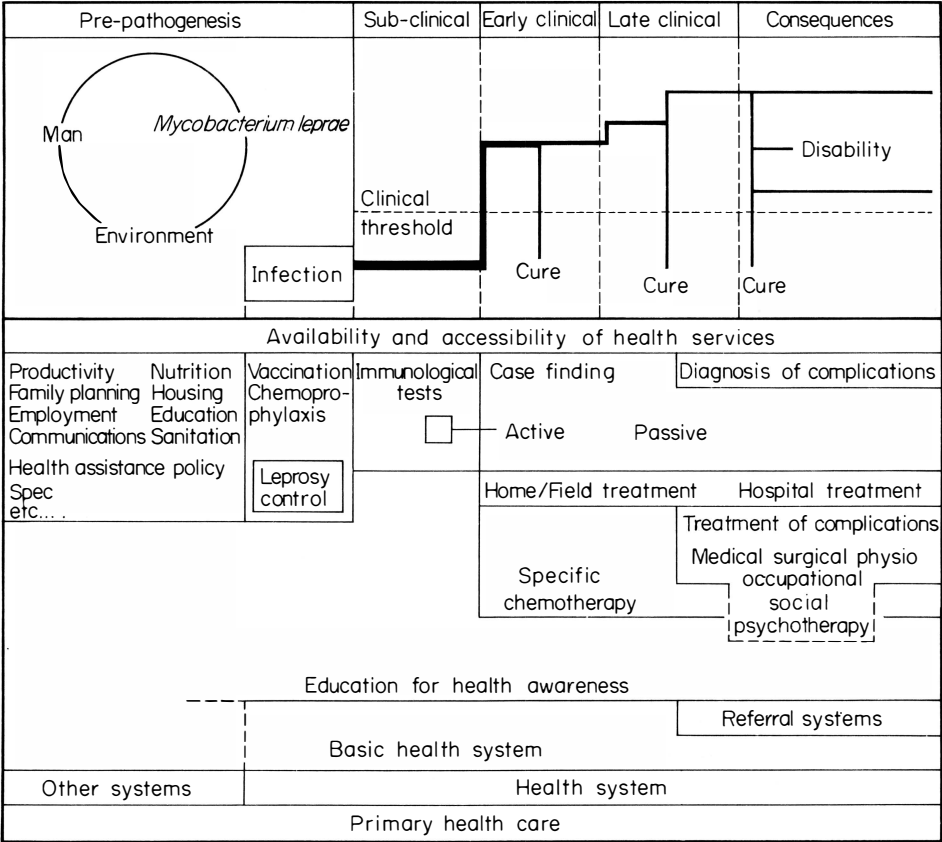 Pre-pathogenesis
Sub-clinical
Early clinical
Late clinical
Consequences
Man
Mycobacterium leprae
Environment
Infection
Clinical
threshold
Cure
Cure
Cure
Disability
Availability and accessibility of health services
Productivity Nutrition
Family planning Housing
Employment Education
Communications Sanitation
Health assistance policy
Spec
etc... .
Vaccination
Chemopro-
phylaxis
Leprosy
control
Immunological
tests
Case finding
Diagnosis of complications
Active Passive
Home/Field treatment Hospital treatment
Treatment of complications
Medical surgical physio
occupational
social
psychotherapy
Specific
chemotherapy
Education for health awareness
Referral systems
Basic health system
Other systems
Health system
Primary health care